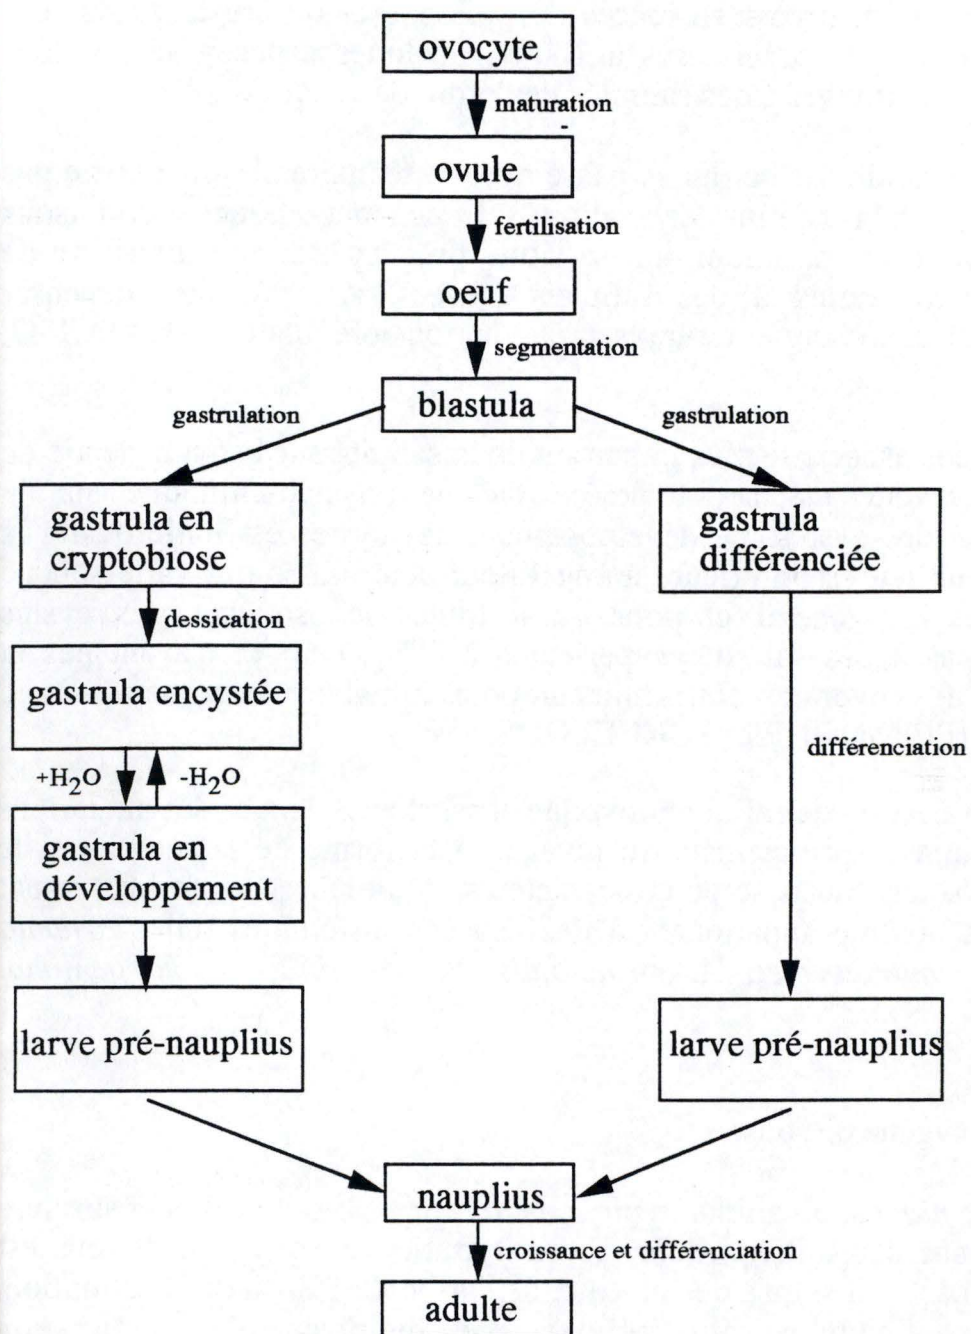 ovocyte
maturation
ovule
fertilisation
oeuf
segmentation
blastula
gastrulation
gastrulation
gastrula en
cryptobiose
gastrula
différenciée
dessication
gastrula encystée
différenciation
+H₂O
-H₂O
gastrula en
développement
larve pré-nauplius
larve pré-nauplius
nauplius
croissance et différenciation
adulte